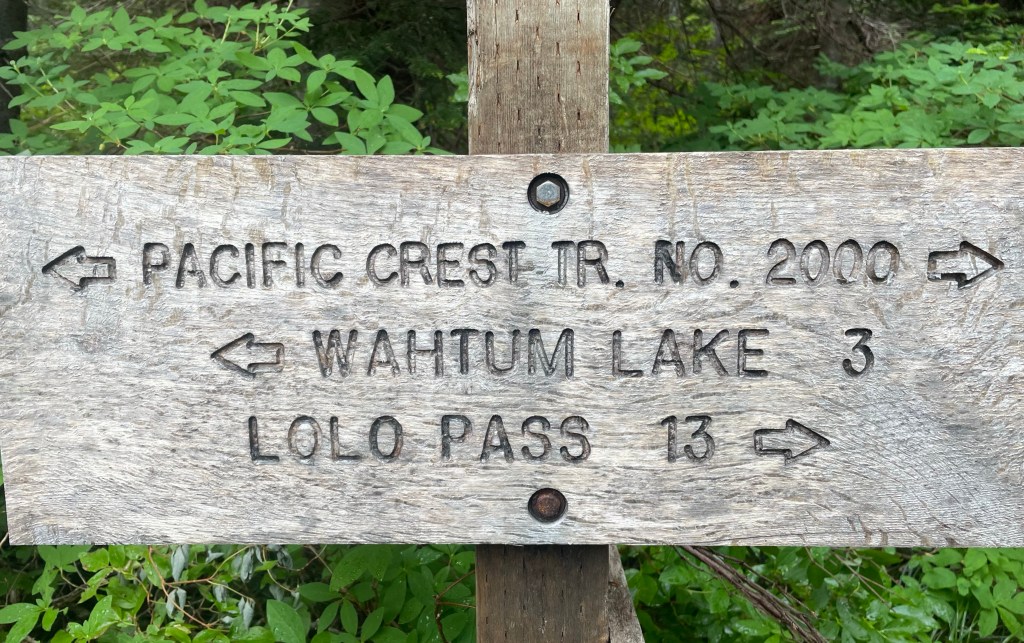 ← PACIFIC CREST TR. NO. 2000 →
← WAHTUM LAKE 3
LOLO PASS 13 →